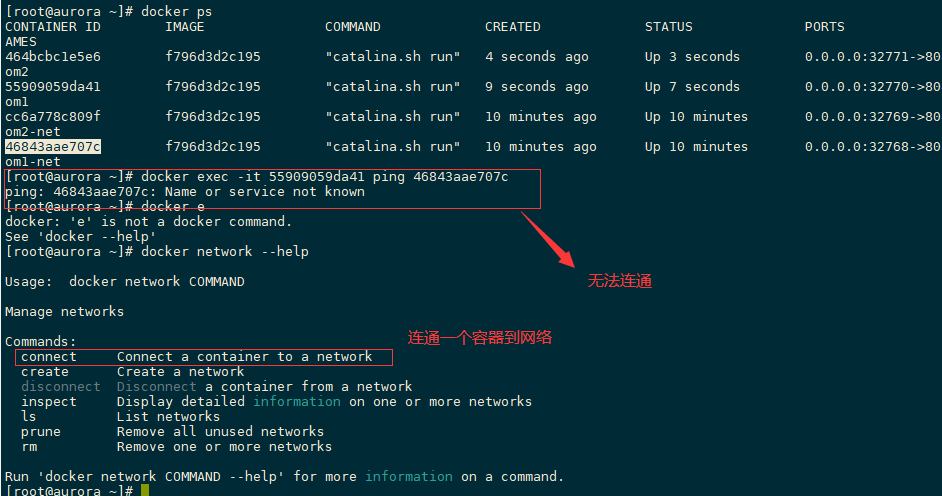 [root@aurora ~]# docker ps
CONTAINER ID        IMAGE               COMMAND             CREATED             STATUS              PORTS
AMES
464bcbc1e5e6        f796d3d2c195        "catalina.sh run"   4 seconds ago       Up 3 seconds        0.0.0.0:32771->80
om2
55909059da41        f796d3d2c195        "catalina.sh run"   9 seconds ago       Up 7 seconds        0.0.0.0:32770->80
om1
cc6a778c809f        f796d3d2c195        "catalina.sh run"   10 minutes ago      Up 10 minutes       0.0.0.0:32769->80
om2-net
46843aae707c        f796d3d2c195        "catalina.sh run"   10 minutes ago      Up 10 minutes       0.0.0.0:32768->80
om1-net
[root@aurora ~]# docker exec -it 55909059da41 ping 46843aae707c
ping: 46843aae707c: Name or service not known
[root@aurora ~]# docker e
docker: 'e' is not a docker command.
See 'docker --help'
[root@aurora ~]# docker network --help
无法连通
Usage:  docker network COMMAND
Manage networks
连通一个容器到网络
Commands:
connect     Connect a container to a network
create      Create a network
disconnect  Disconnect a container from a network
inspect     Display detailed information on one or more networks
ls          List networks
prune       Remove all unused networks
rm          Remove one or more networks
Run 'docker network COMMAND --help' for more information on a command.
[root@aurora ~]#